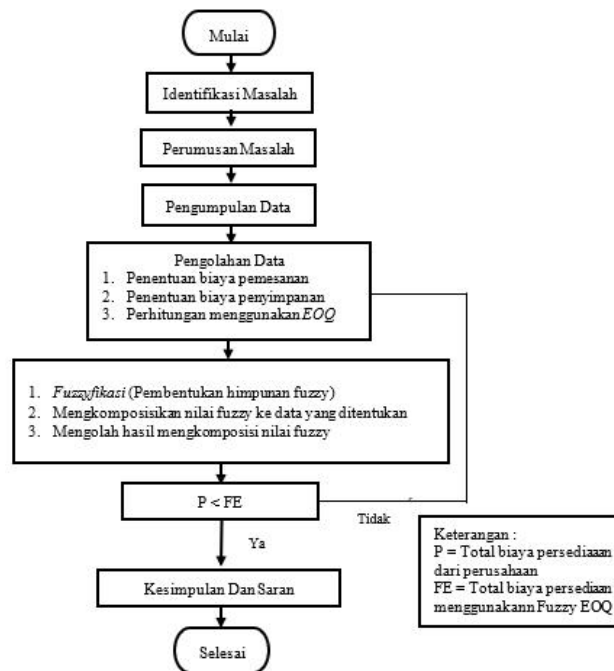 Mulai
Identifikasi Masalah
Perumusan Masalah
Pengumpulan Data
Pengolahan Data
1. Penentuan biaya pemesanan
2. Penentuan biaya penyimpanan
3. Perhitungan menggunakan EOQ
1. Fuzzyfikasi (Pembentukan himpunan fuzzy)
2. Mengkomposisikan nilai fuzzy ke data yang ditentukan
3. Mengolah hasil mengkomposisi nilai fuzzy
P < FE
Tidak
Ya
Kesimpulan Dan Saran
Selesai
Keterangan :
P = Total biaya persediaaan
dari perusahaan
FE = Total biaya persediaan
menggunakann Fuzzy EOQ